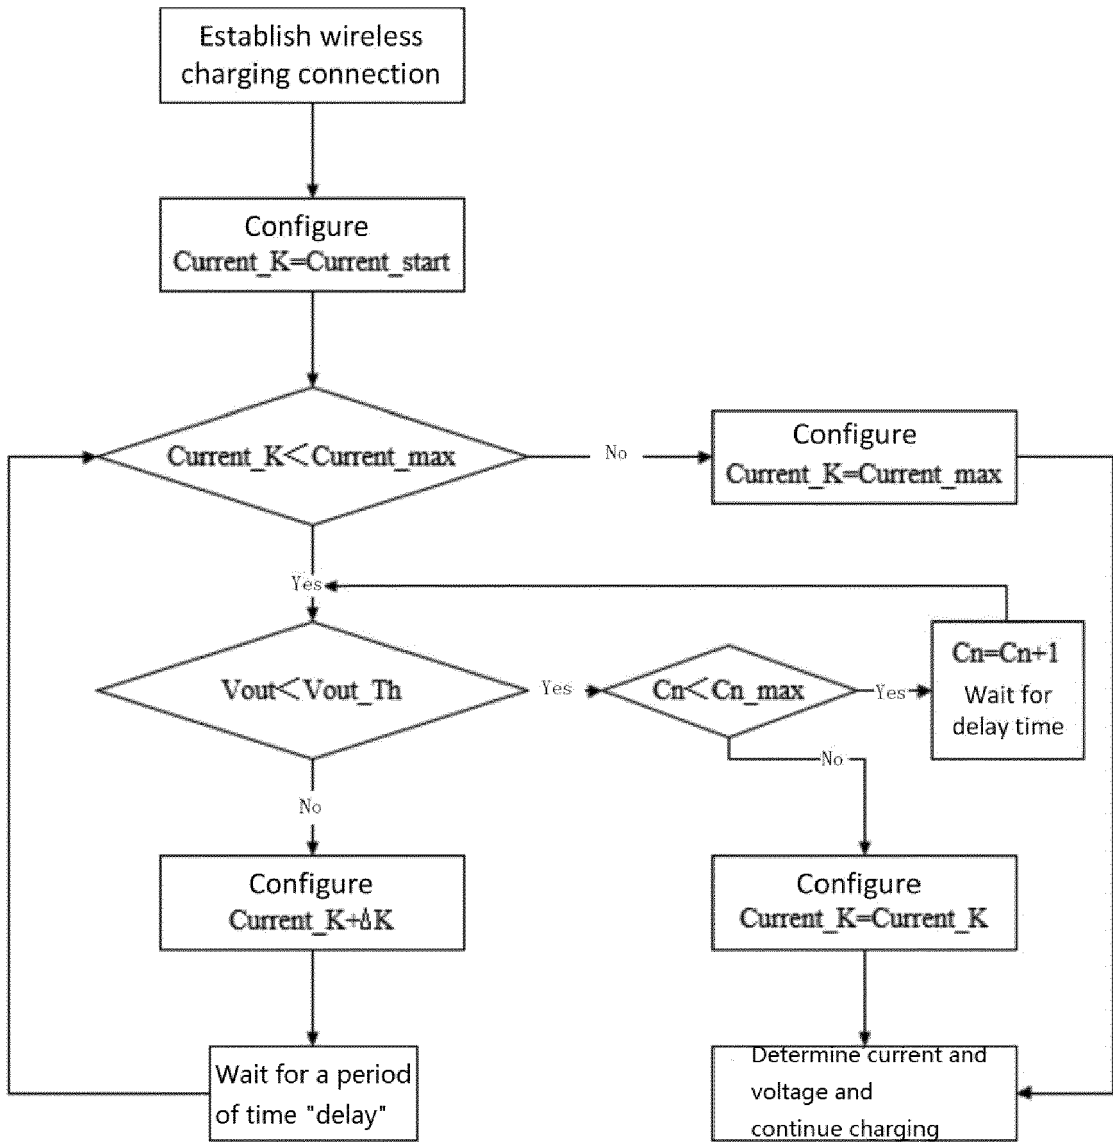 Establish wireless
charging connection
Configure
Current_K=Current_start
Current_K<Current_max
No
Configure
Current_K=Current_max
Yes
Vout<Vout_Th
Yes
Cn<Cn_max
Yes
Cn=Cn+1
Wait for
delay time
No
No
Configure
Current_K+ΔK
Configure
Current_K=Current_K
Wait for a period
of time "delay"
Determine current and
voltage and
continue charging